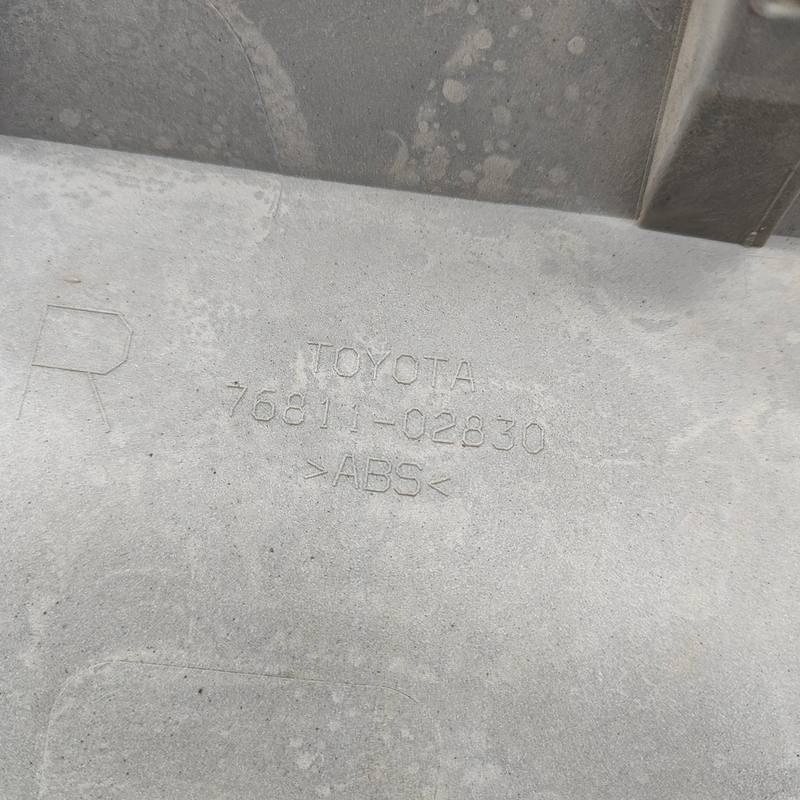 R
TOYOTA
76811-02830
>ABS<